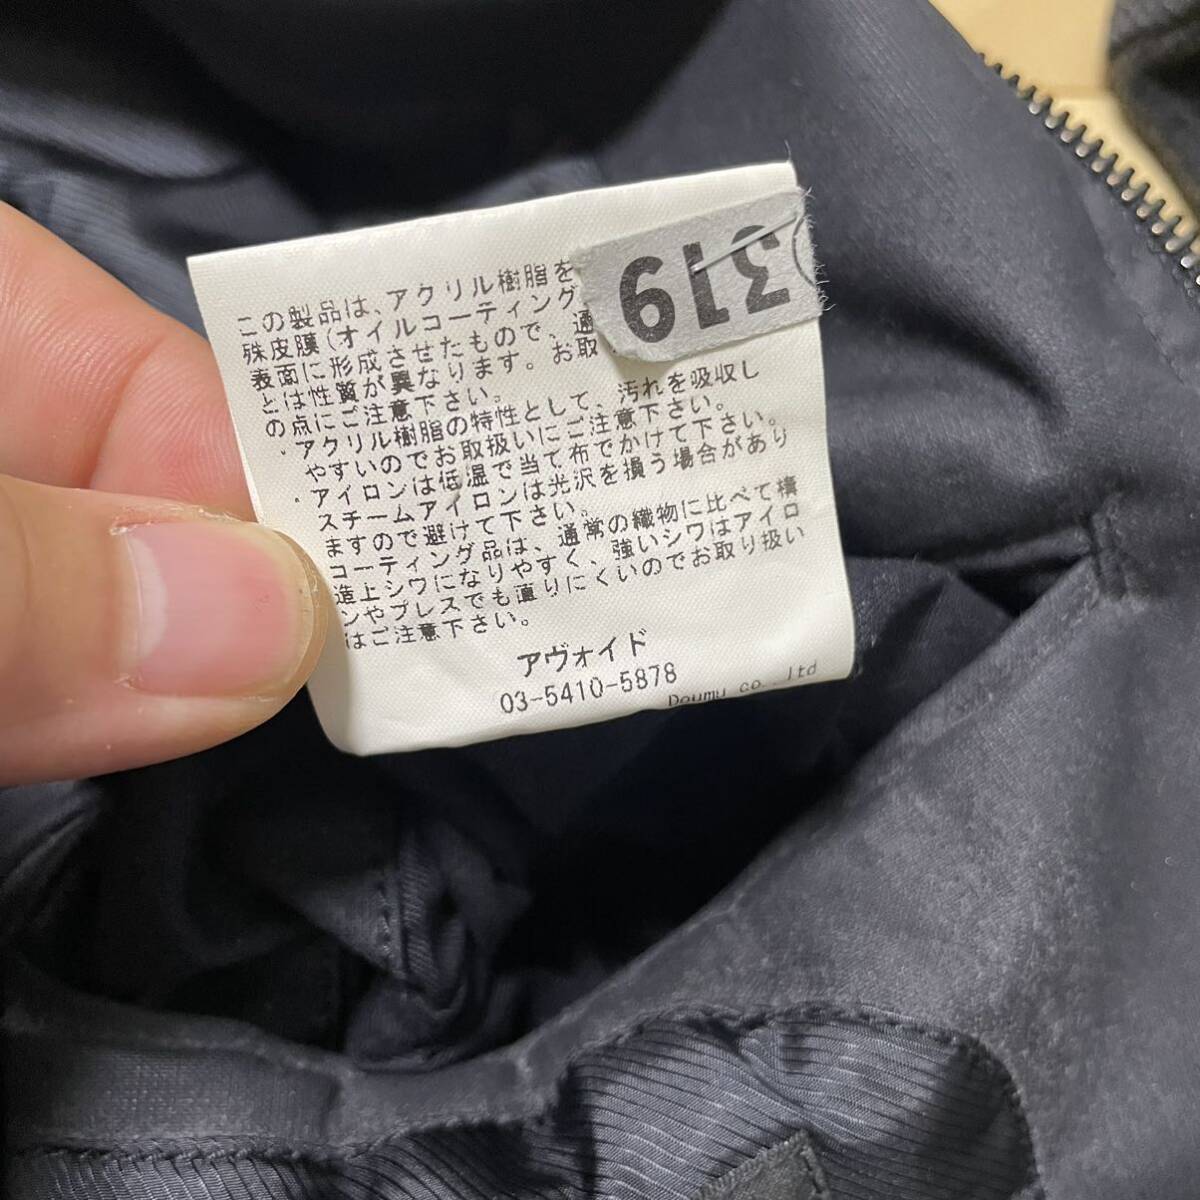 この製品は、アクリル樹脂を
殊皮膜(オイルコーティング
表面に形成させたもので、通
とは性質が異なります。お取
の点にご注意下さい。
・アクリル樹脂の特性として、汚れを吸収し
やすいのでお取扱いにご注意下さい。
・アイロンは低温で当て布でかけて下さい。
スチームアイロンは光沢を損う場合があり
ますので避けて下さい。
コーティング品は、通常の織物に比べて構
造上シワになりやすく、強いシワはアイロ
ンやプレスでも直りにくいのでお取り扱い
はご注意下さい。
アヴォイド
03-5410-5878
Doumu co.,ltd
319